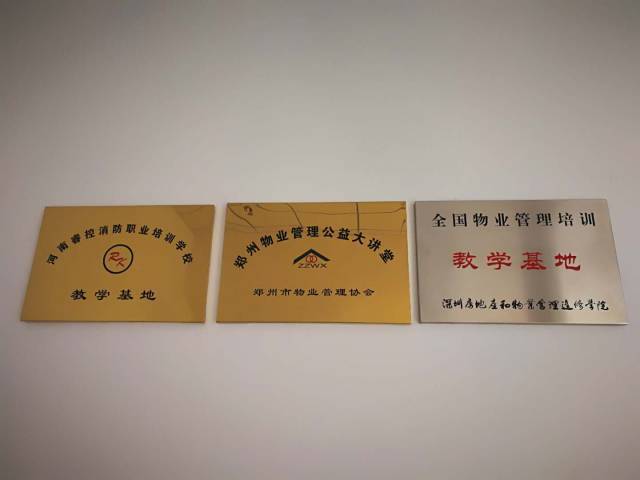 河南睿控消防职业培训学校
RK
教学基地
郑州物业管理公益大讲堂
ZZWX
郑州市物业管理协会
全国物业管理培训
教学基地
深圳房地产和物业管理进修学院